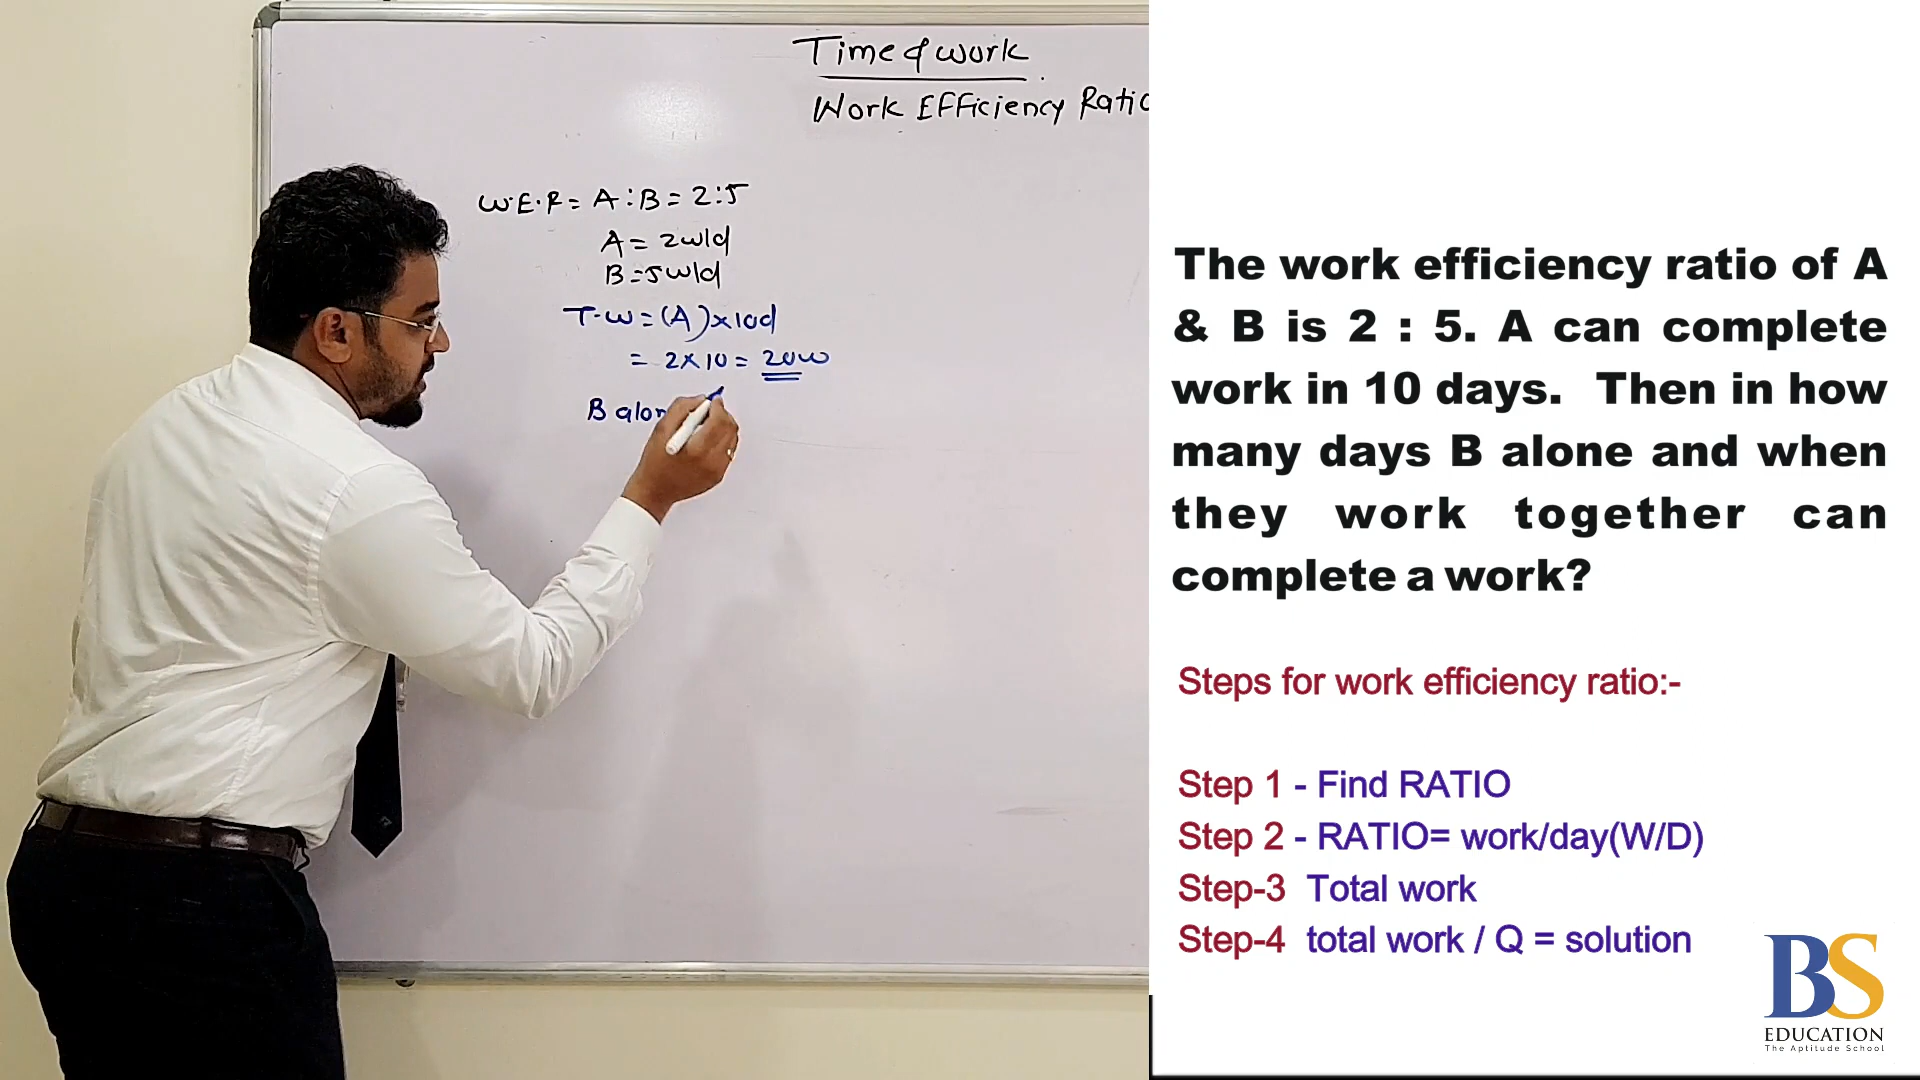 Time & work
Work Efficiency Ratio
W.E.R = A : B = 2:5
A = 2w/d
B = 5w/d
T.W = (A) x 10d
= 2 x 10 = 20w
B alon
The work efficiency ratio of A
& B is 2 : 5. A can complete
work in 10 days. Then in how
many days B alone and when
they work together can
complete a work?
Steps for work efficiency ratio:-
Step 1 - Find RATIO
Step 2 - RATIO= work/day(W/D)
Step-3 Total work
Step-4 total work / Q = solution
BS
EDUCATION
The Aptitude School